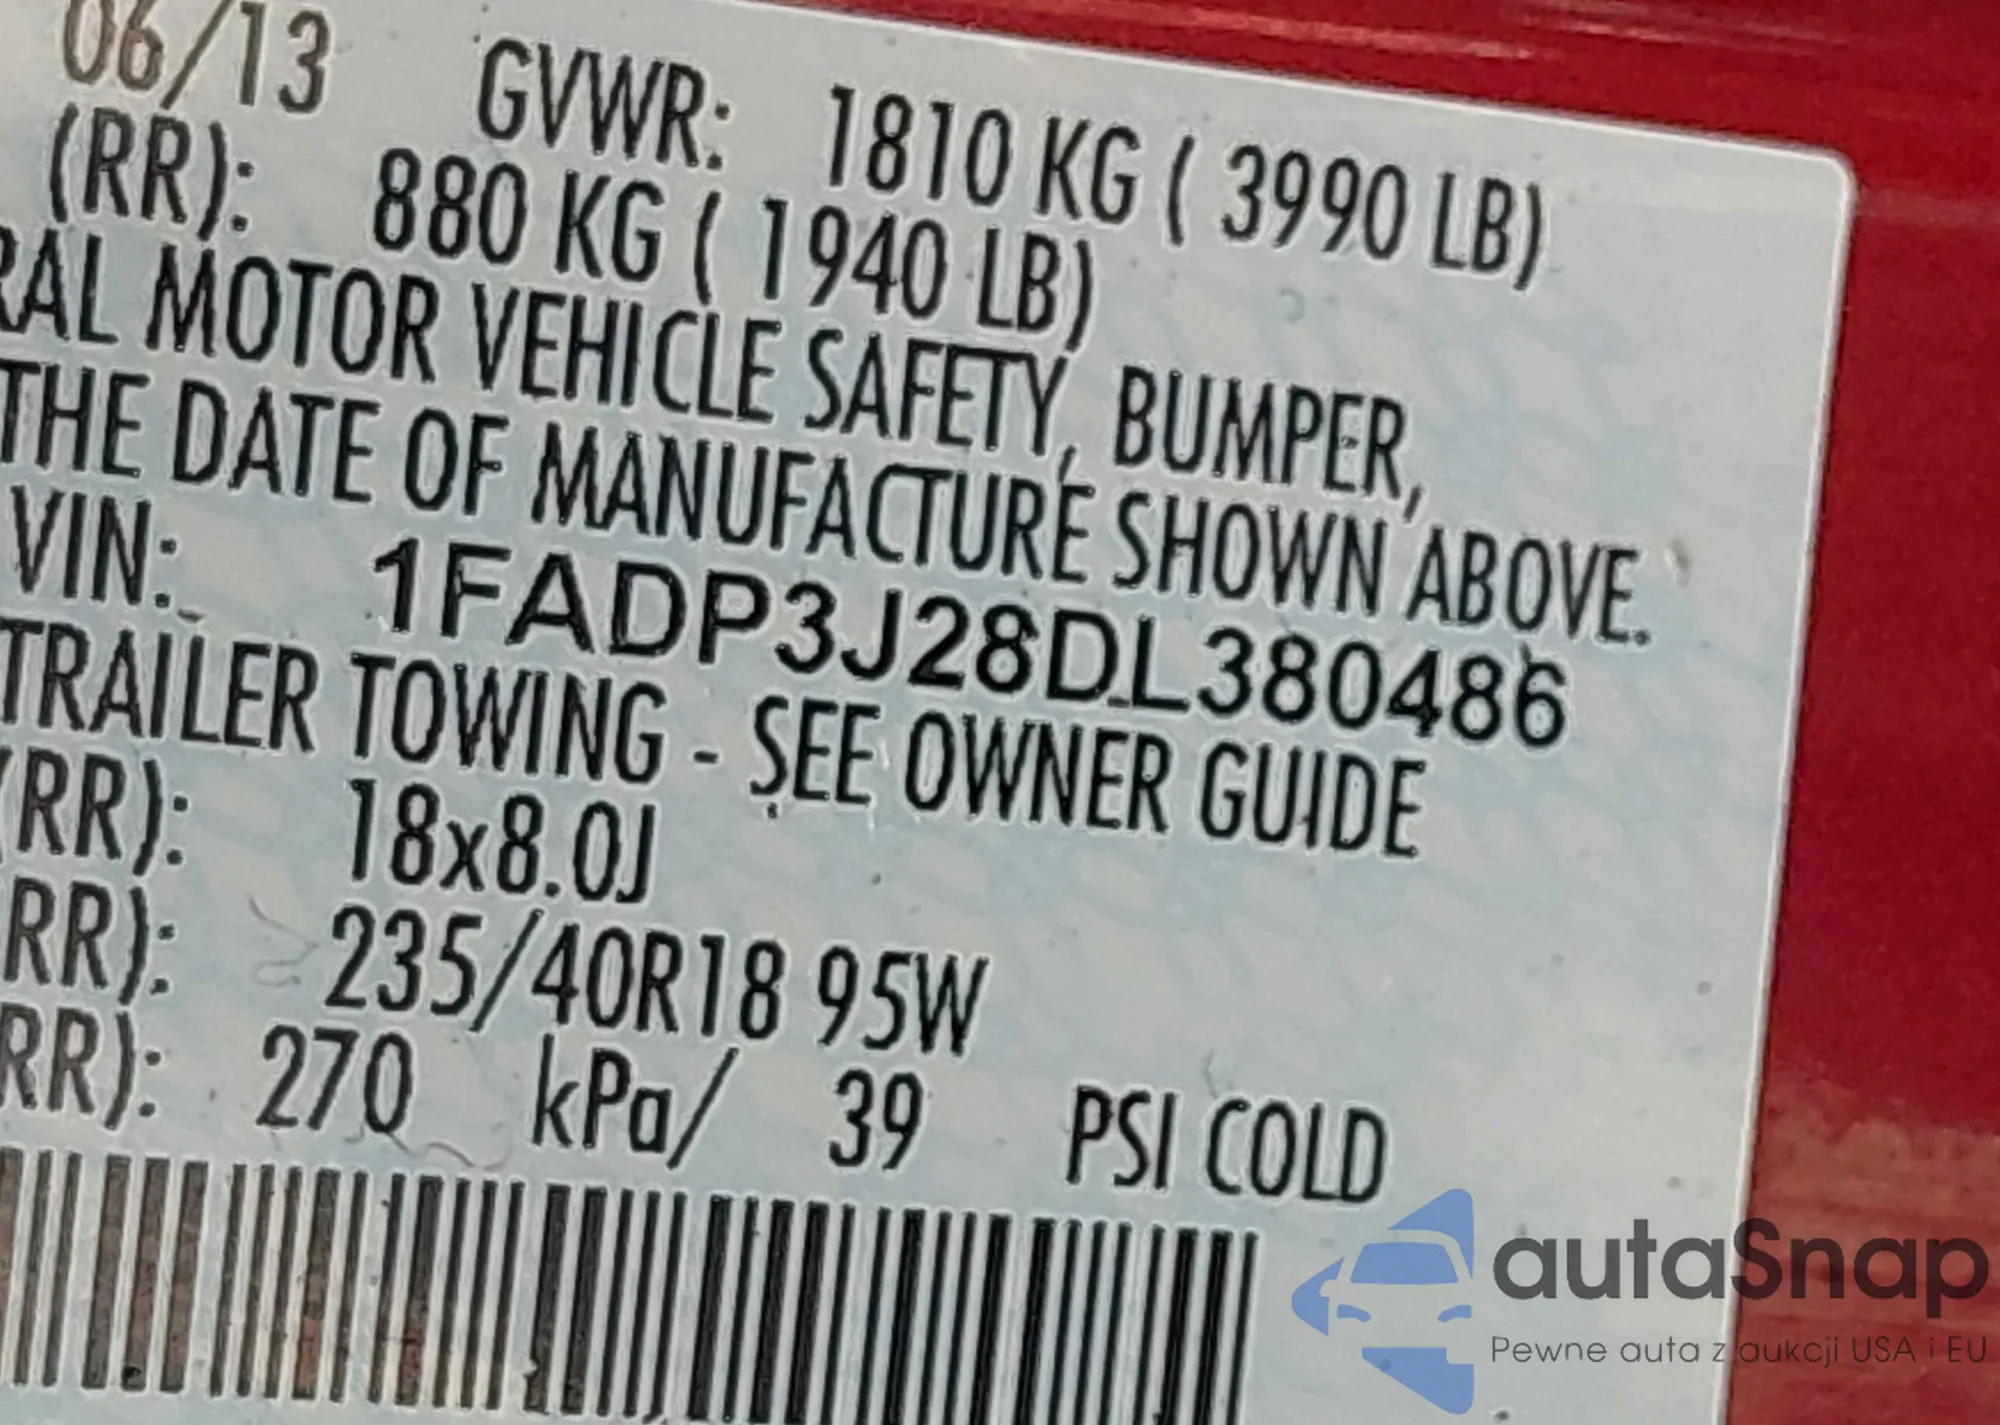 06/13 GVWR: 1810 KG ( 3990 LB)
(RR): 880 KG ( 1940 LB)
RAL MOTOR VEHICLE SAFETY, BUMPER,
THE DATE OF MANUFACTURE SHOWN ABOVE.
VIN: 1FADP3J28DL380486
TRAILER TOWING - SEE OWNER GUIDE
(RR): 18x8.0J
RR): 235/40R18 95W
RR): 270 kPa/ 39 PSI COLD
autaSnap
Pewne auta z aukcji USA i EU